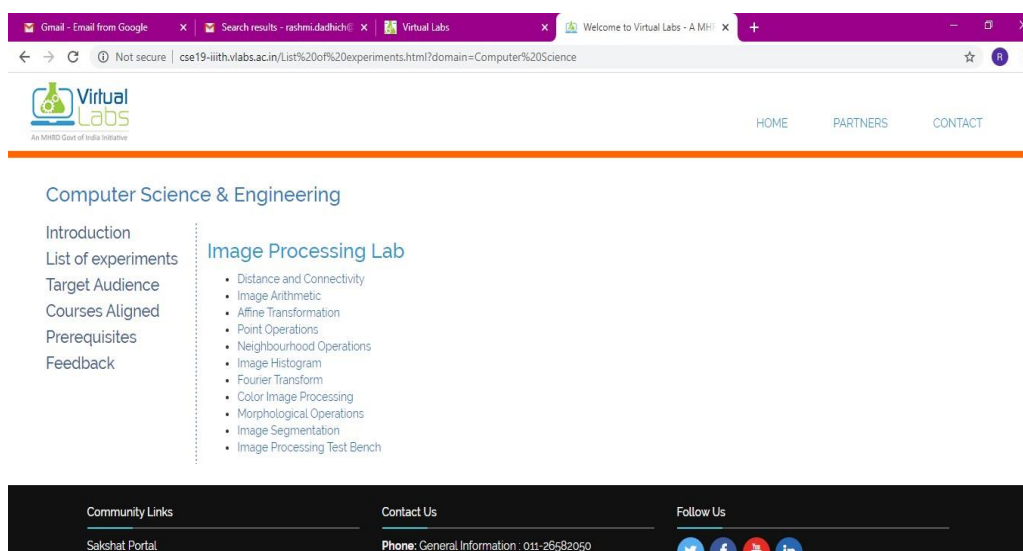 Gmail - Email from Google
Search results - rashmi.dadhich@
Virtual Labs
Welcome to Virtual Labs - A MHR
Not secure | cse19-iiith.vlabs.ac.in/List%20of%20experiments.html?domain=Computer%20Science
R
Virtual
Labs
An MHRD Govt of India Initiative
HOME PARTNERS CONTACT
Computer Science & Engineering
Introduction
List of experiments
Target Audience
Courses Aligned
Prerequisites
Feedback
Image Processing Lab
• Distance and Connectivity
• Image Arithmetic
• Affine Transformation
• Point Operations
• Neighbourhood Operations
• Image Histogram
• Fourier Transform
• Color Image Processing
• Morphological Operations
• Image Segmentation
• Image Processing Test Bench
Community Links
Sakshat Portal
Contact Us
Phone: General Information : 011-26582050
Follow Us